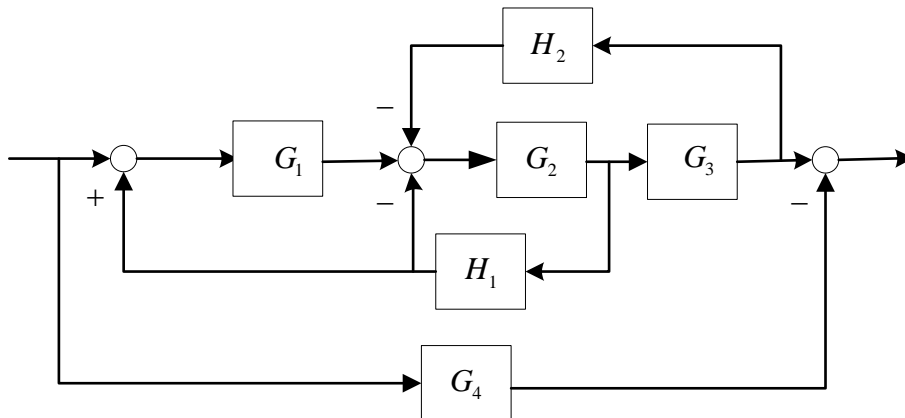 H₂
−
G₁
G₂
G₃
+
−
−
H₁
G₄